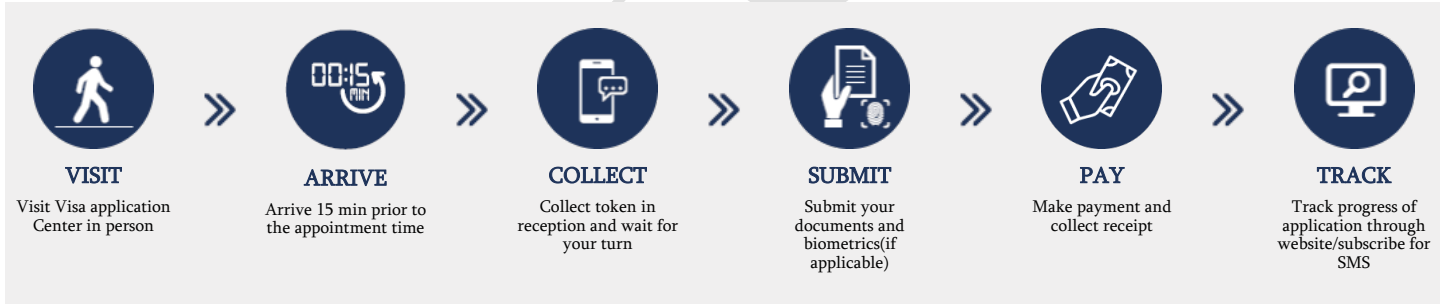 00:15
MIN
VISIT
Visit Visa application
Center in person
ARRIVE
Arrive 15 min prior to
the appointment time
COLLECT
Collect token in
reception and wait for
your turn
SUBMIT
Submit your
documents and
biometrics(if
applicable)
PAY
Make payment and
collect receipt
TRACK
Track progress of
application through
website/subscribe for
SMS